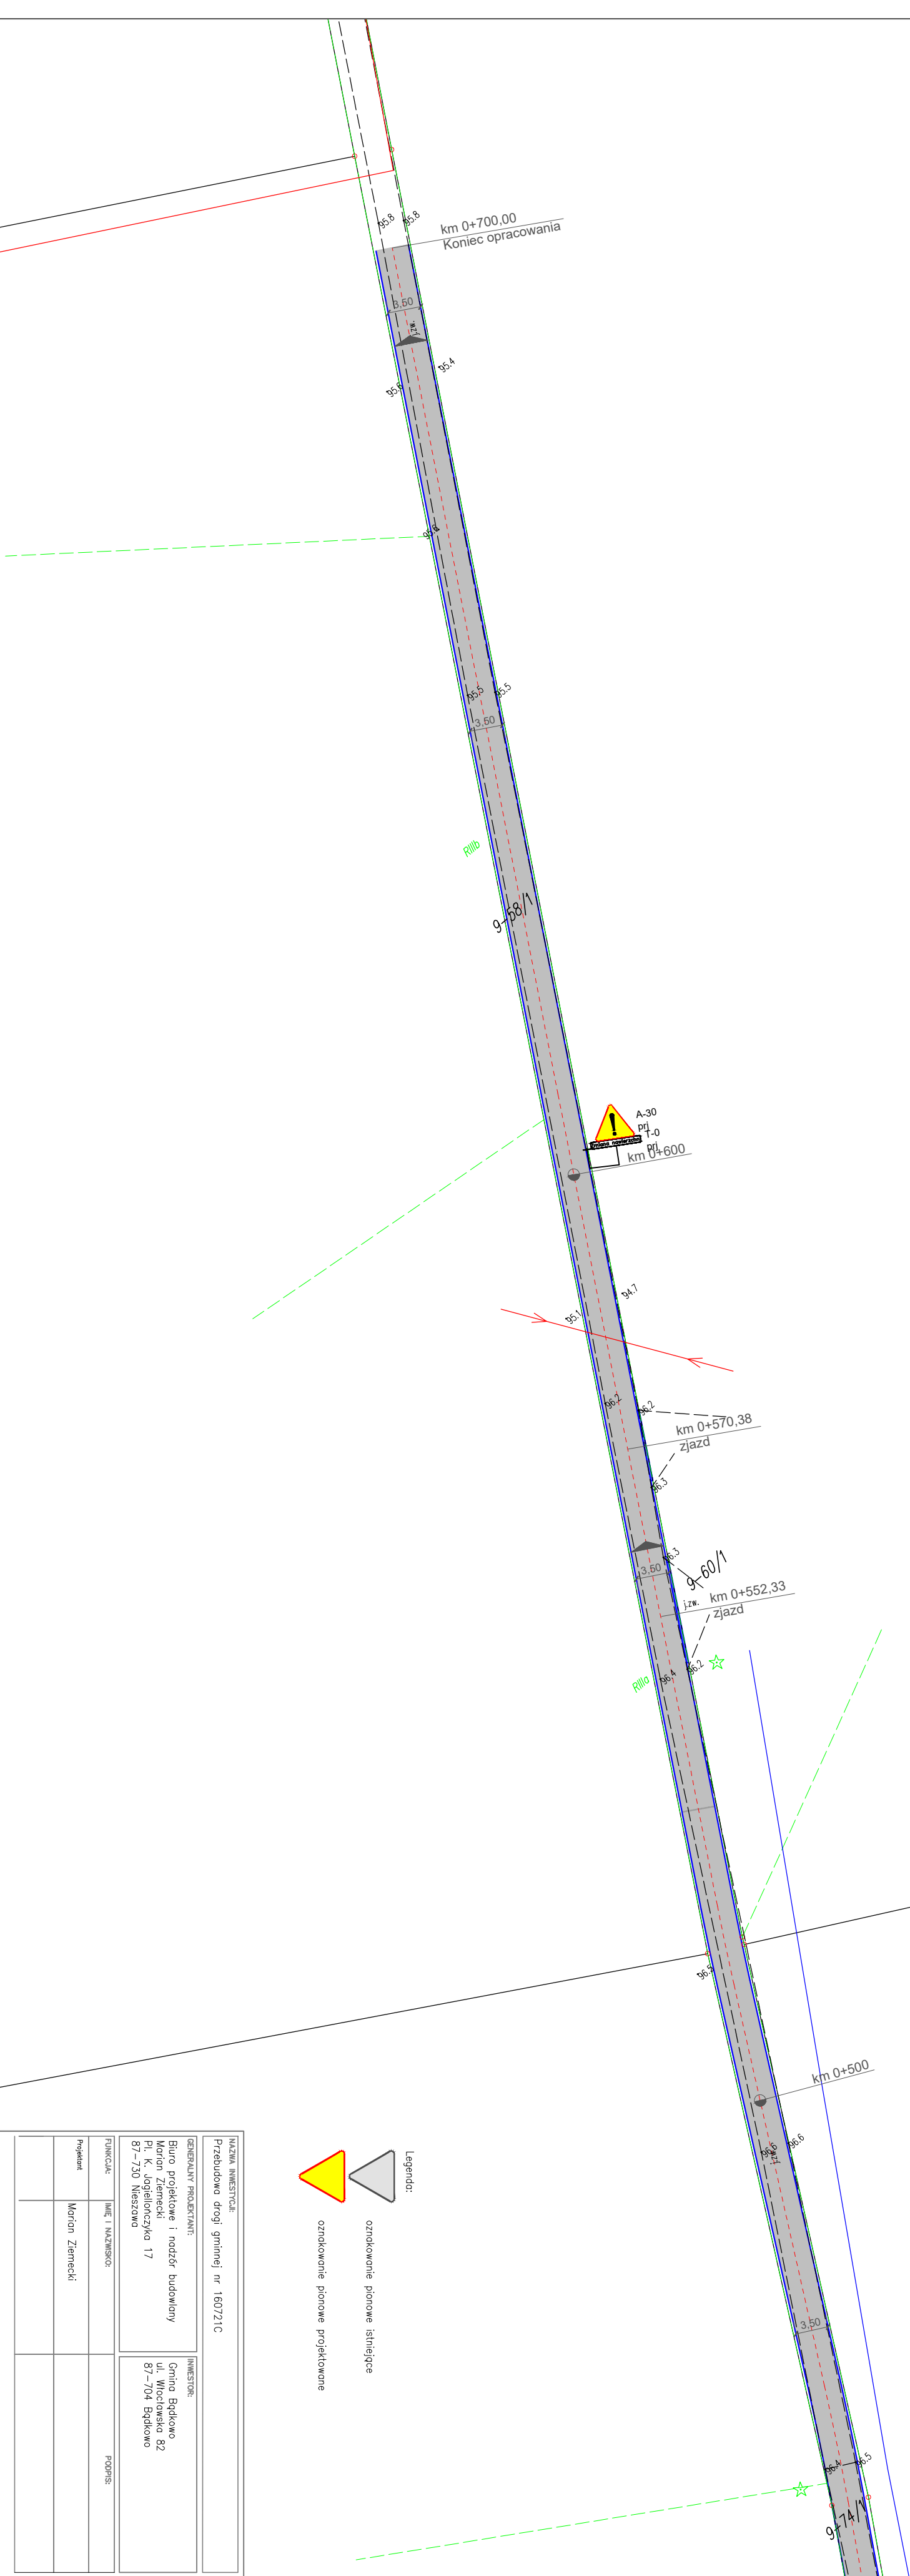 95.8
95.8
km 0+700,00
Koniec opracowania
3,50
j.zw.
95.4
95.6
95.5
95.5
3,50
RIIIb
9-58/1
A-30
prj
T-0
prj
km 0+600
94.7
95.1
96.2
96.2
km 0+570,38
zjazd
96.3
96.3
9-60/1
3,50
j.zw.
km 0+552,33
zjazd
96.2
96.4
RIIIa
96.5
km 0+500
96.6
96.6
3,50
96.5
96.4
9-74/1
Legenda:
oznakowanie pionowe istniejące
oznakowanie pionowe projektowane
NAZWA INWESTYCJI:
Przebudowa drogi gminnej nr 160721C
GENERALNY PROJEKTANT:
Biuro projektowe i nadzór budowlany
Marian Ziemecki
Pl. K. Jagiellończyka 17
87-730 Nieszawa
INWESTOR:
Gmina Bądkowo
ul. Włocławska 82
87-704 Bądkowo
FUNKCJA:
IMIĘ I NAZWISKO:
PODPIS:
Projektant
Marian Ziemecki